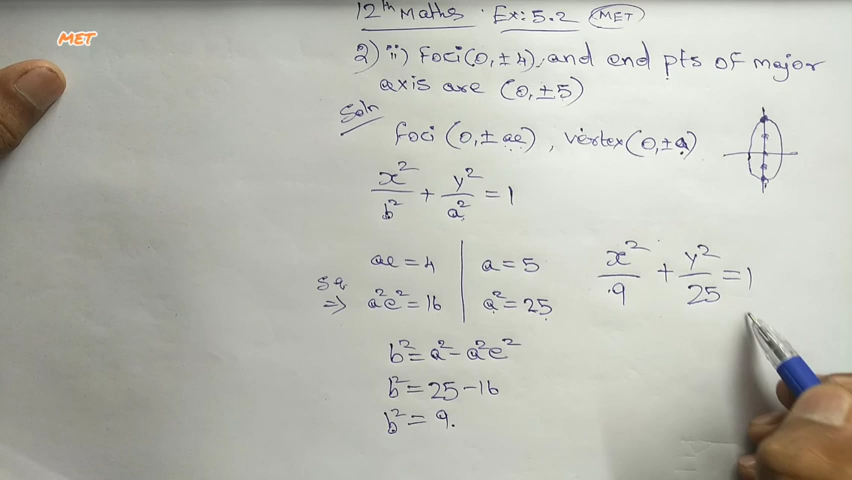 12th Maths. Ex: 5.2 MET
MET
2) ii) Foci (0, ±4), and end pts of major
axis are (0, ±5)
Soln
foci (0, ±ae), vertex (0, ±a)
x²/b² + y²/a² = 1
ae = 4 | a = 5
Sq ⇒ a²e² = 16 | a² = 25
x²/9 + y²/25 = 1
b² = a² - a²e²
b² = 25 - 16
b² = 9.